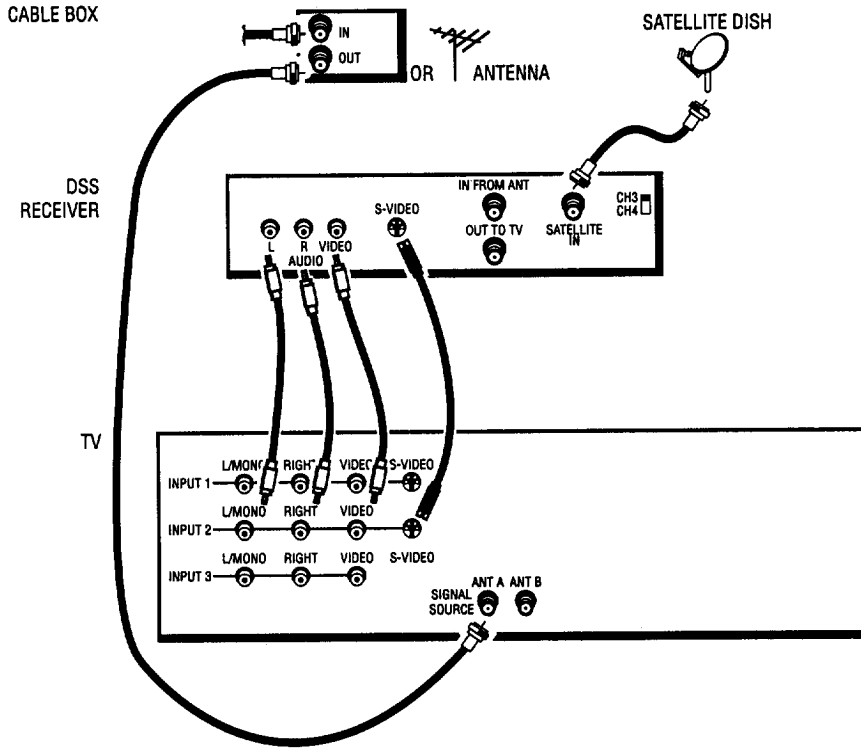 CABLE BOX
IN
OUT
OR
ANTENNA
SATELLITE DISH
DSS
RECEIVER
IN FROM ANT
CH3
CH4
S-VIDEO
OUT TO TV
SATELLITE
IN
L
R
VIDEO
AUDIO
TV
L/MONO
RIGHT
VIDEO
S-VIDEO
INPUT 1
L/MONO
RIGHT
VIDEO
INPUT 2
L/MONO
RIGHT
VIDEO
S-VIDEO
INPUT 3
ANT A
ANT B
SIGNAL
SOURCE